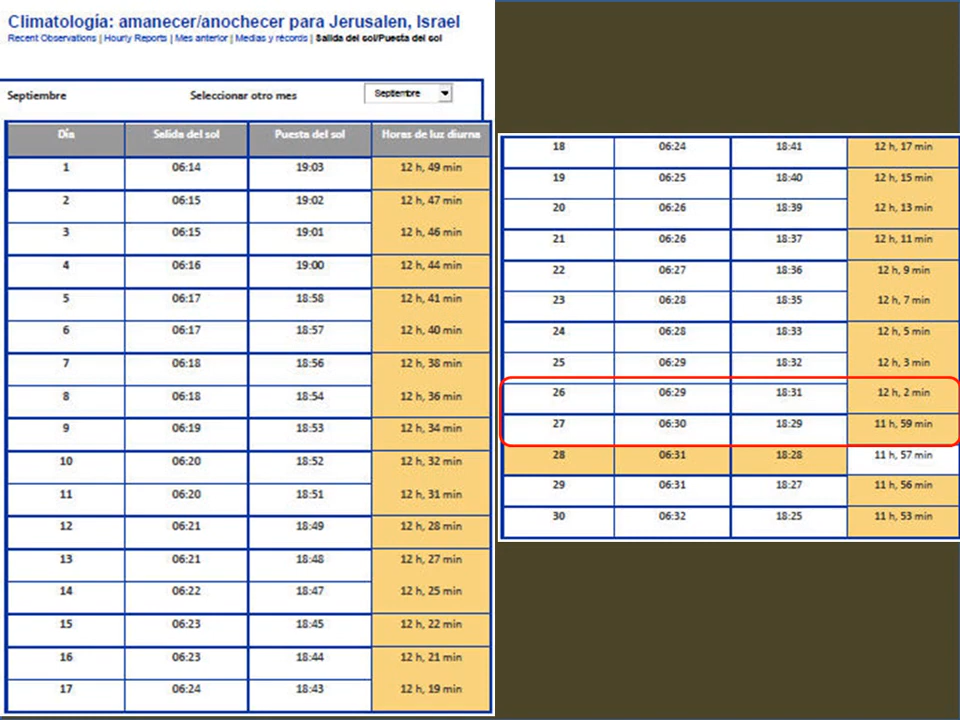 Climatología: amanecer/anochecer para Jerusalen, Israel
Recent Observations | Hourly Reports | Mes anterior | Medias y récords | Salida del sol/Puesta del sol
Septiembre Seleccionar otro mes Septiembre
Día Salida del sol Puesta del sol Horas de luz diurna
1 06:14 19:03 12 h, 49 min
2 06:15 19:02 12 h, 47 min
3 06:15 19:01 12 h, 46 min
4 06:16 19:00 12 h, 44 min
5 06:17 18:58 12 h, 41 min
6 06:17 18:57 12 h, 40 min
7 06:18 18:56 12 h, 38 min
8 06:18 18:54 12 h, 36 min
9 06:19 18:53 12 h, 34 min
10 06:20 18:52 12 h, 32 min
11 06:20 18:51 12 h, 31 min
12 06:21 18:49 12 h, 28 min
13 06:21 18:48 12 h, 27 min
14 06:22 18:47 12 h, 25 min
15 06:23 18:45 12 h, 22 min
16 06:23 18:44 12 h, 21 min
17 06:24 18:43 12 h, 19 min
18 06:24 18:41 12 h, 17 min
19 06:25 18:40 12 h, 15 min
20 06:26 18:39 12 h, 13 min
21 06:26 18:37 12 h, 11 min
22 06:27 18:36 12 h, 9 min
23 06:28 18:35 12 h, 7 min
24 06:28 18:33 12 h, 5 min
25 06:29 18:32 12 h, 3 min
26 06:29 18:31 12 h, 2 min
27 06:30 18:29 11 h, 59 min
28 06:31 18:28 11 h, 57 min
29 06:31 18:27 11 h, 56 min
30 06:32 18:25 11 h, 53 min